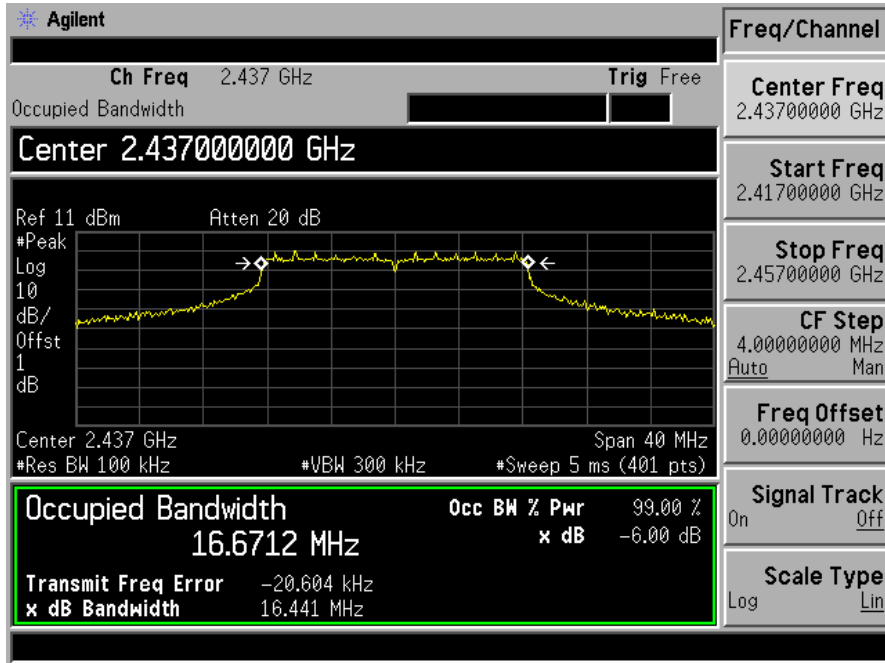 Agilent
Freq/Channel
Ch Freq 2.437 GHz Trig Free
Occupied Bandwidth
Center 2.437000000 GHz
Ref 11 dBm Atten 20 dB
#Peak
Log
10
dB/
Offst
1
dB
Center 2.437 GHz Span 40 MHz
#Res BW 100 kHz #VBW 300 kHz #Sweep 5 ms (401 pts)
Occupied Bandwidth
16.6712 MHz
Occ BW % Pwr 99.00 %
x dB -6.00 dB
Transmit Freq Error -20.604 kHz
x dB Bandwidth 16.441 MHz
Center Freq
2.43700000 GHz
Start Freq
2.41700000 GHz
Stop Freq
2.45700000 GHz
CF Step
4.00000000 MHz
Auto Man
Freq Offset
0.00000000 Hz
Signal Track
On Off
Scale Type
Log Lin